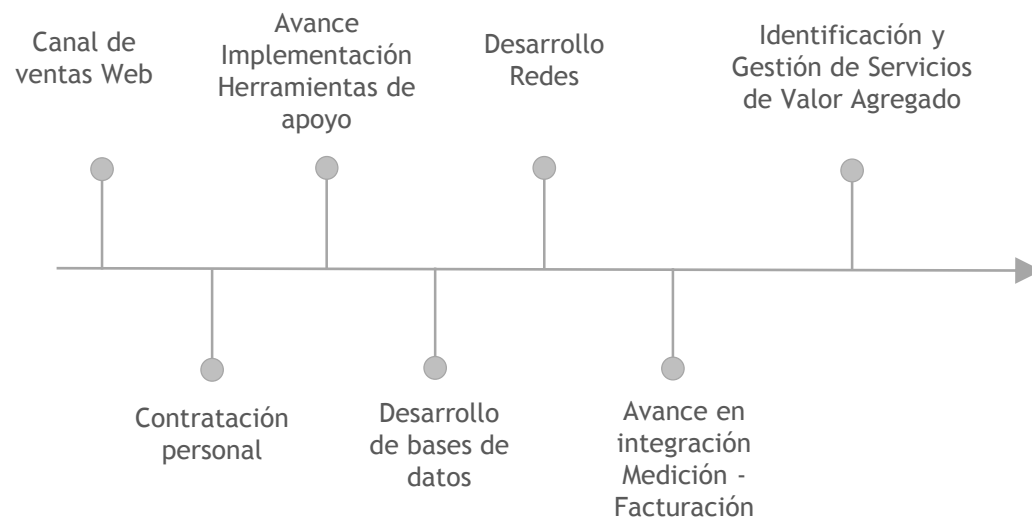 Canal de
ventas Web
Avance
Implementación
Herramientas de
apoyo
Desarrollo
Redes
Identificación y
Gestión de Servicios
de Valor Agregado
Contratación
personal
Desarrollo
de bases de
datos
Avance en
integración
Medición -
Facturación